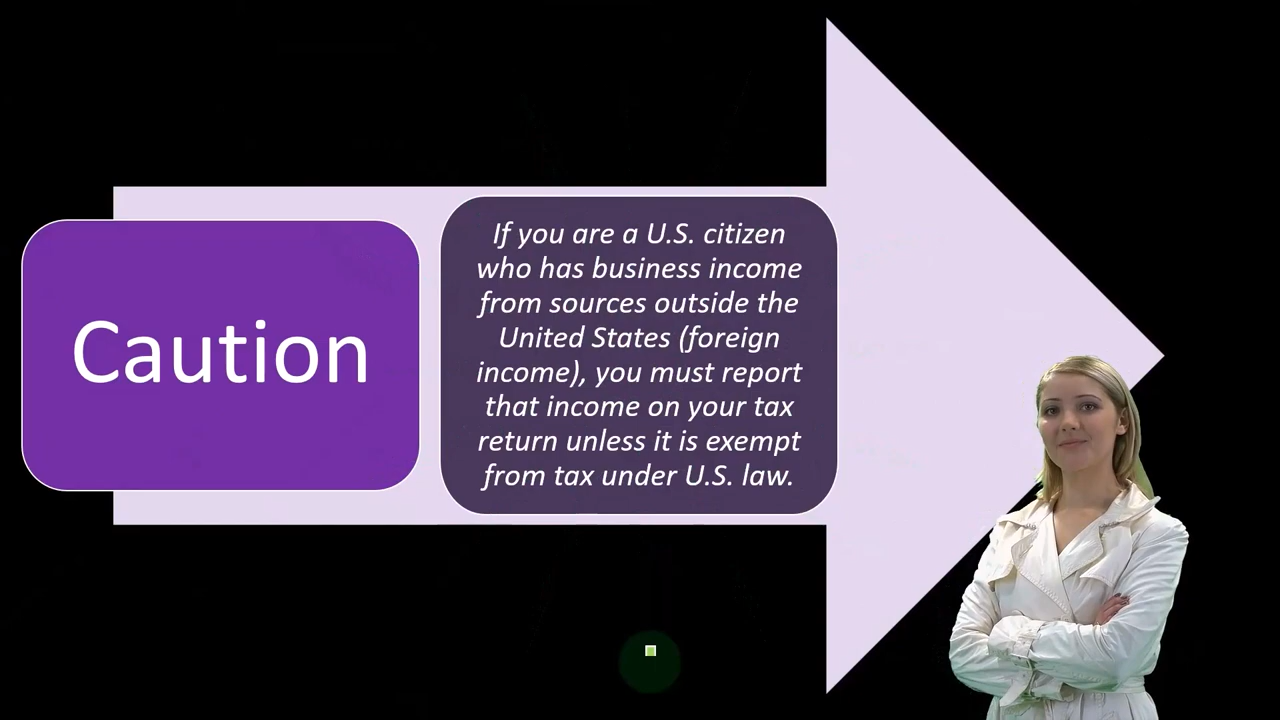 Caution
If you are a U.S. citizen
who has business income
from sources outside the
United States (foreign
income), you must report
that income on your tax
return unless it is exempt
from tax under U.S. law.